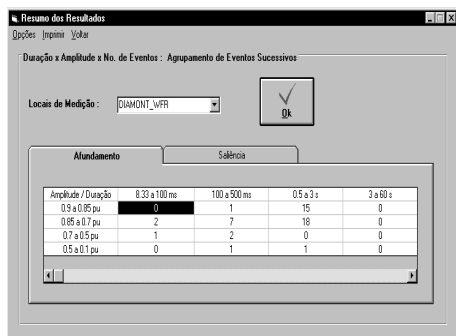 Resumo dos Resultados
Opções Imprimir Voltar
Duração x Amplitude x No. de Eventos : Agrupamento de Eventos Sucessivos
Locais de Medição : DIAMONT_WFR
Ok
Afundamento Saliência
Amplitude / Duração 8.33 a 100 ms 100 a 500 ms 0.5 a 3 s 3 a 60 s
0.9 a 0.85 pu 0 1 15 0
0.85 a 0.7 pu 2 7 18 0
0.7 a 0.5 pu 1 2 0 0
0.5 a 0.1 pu 0 1 1 0